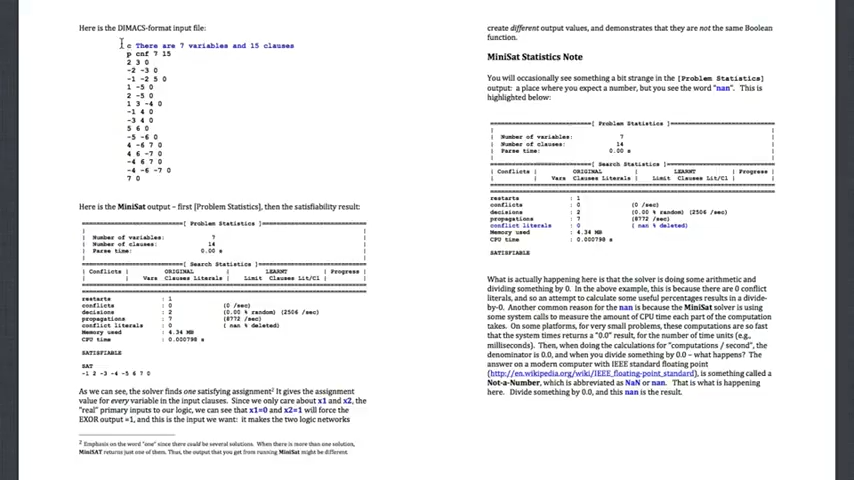 Here is the DIMACS-format input file:
c There are 7 variables and 15 clauses
p cnf 7 15
2 3 0
-2 -3 0
-1 -2 5 0
1 -5 0
2 -5 0
1 3 -4 0
-1 4 0
-3 4 0
5 6 0
-5 -6 0
4 -6 7 0
4 6 -7 0
-4 6 7 0
-4 -6 -7 0
7 0
Here is the MiniSat output – first [Problem Statistics], then the satisfiability result:
============================[ Problem Statistics ]=============================
| |
| Number of variables: 7 |
| Number of clauses: 14 |
| Parse time: 0.00 s |
============================[ Search Statistics ]==============================
| Conflicts | ORIGINAL | LEARNT | Progress |
| | Vars Clauses Literals | Limit Clauses Lit/Cl | |
===============================================================================
restarts : 1
conflicts : 0 (0 /sec)
decisions : 2 (0.00 % random) (2506 /sec)
propagations : 7 (8772 /sec)
conflict literals : 0 ( nan % deleted)
Memory used : 4.34 MB
CPU time : 0.000798 s
SATISFIABLE
SAT
-1 2 -3 -4 -5 6 7 0
As we can see, the solver finds one satisfying assignment2 It gives the assignment
value for every variable in the input clauses. Since we only care about x1 and x2, the
"real" primary inputs to our logic, we can see that x1=0 and x2=1 will force the
EXOR output =1, and this is the input we want: it makes the two logic networks
2 Emphasis on the word "one" since there could be several solutions. When there is more than one solution,
MiniSAT returns just one of them. Thus, the output that you get from running MiniSat might be different.
create different output values, and demonstrates that they are not the same Boolean
function.
MiniSat Statistics Note
You will occasionally see something a bit strange in the [Problem Statistics]
output: a place where you expect a number, but you see the word "nan". This is
highlighted below:
============================[ Problem Statistics ]=============================
| |
| Number of variables: 7 |
| Number of clauses: 14 |
| Parse time: 0.00 s |
============================[ Search Statistics ]==============================
| Conflicts | ORIGINAL | LEARNT | Progress |
| | Vars Clauses Literals | Limit Clauses Lit/Cl | |
===============================================================================
restarts : 1
conflicts : 0 (0 /sec)
decisions : 2 (0.00 % random) (2506 /sec)
propagations : 7 (8772 /sec)
conflict literals : 0 ( nan % deleted)
Memory used : 4.34 MB
CPU time : 0.000798 s
SATISFIABLE
What is actually happening here is that the solver is doing some arithmetic and
dividing something by 0. In the above example, this is because there are 0 conflict
literals, and so an attempt to calculate some useful percentages results in a divide-
by-0. Another common reason for the nan is because the MiniSat solver is using
some system calls to measure the amount of CPU time each part of the computation
takes. On some platforms, for very small problems, these computations are so fast
that the system times returns a "0.0" result, for the number of time units (e.g.,
milliseconds). Then, when doing the calculations for "computations / second", the
denominator is 0.0, and when you divide something by 0.0 – what happens? The
answer on a modern computer with IEEE standard floating point
(http://en.wikipedia.org/wiki/IEEE_floating-point_standard), is something called a
Not-a-Number, which is abbreviated as NaN or nan. That is what is happening
here. Divide something by 0.0, and this nan is the result.